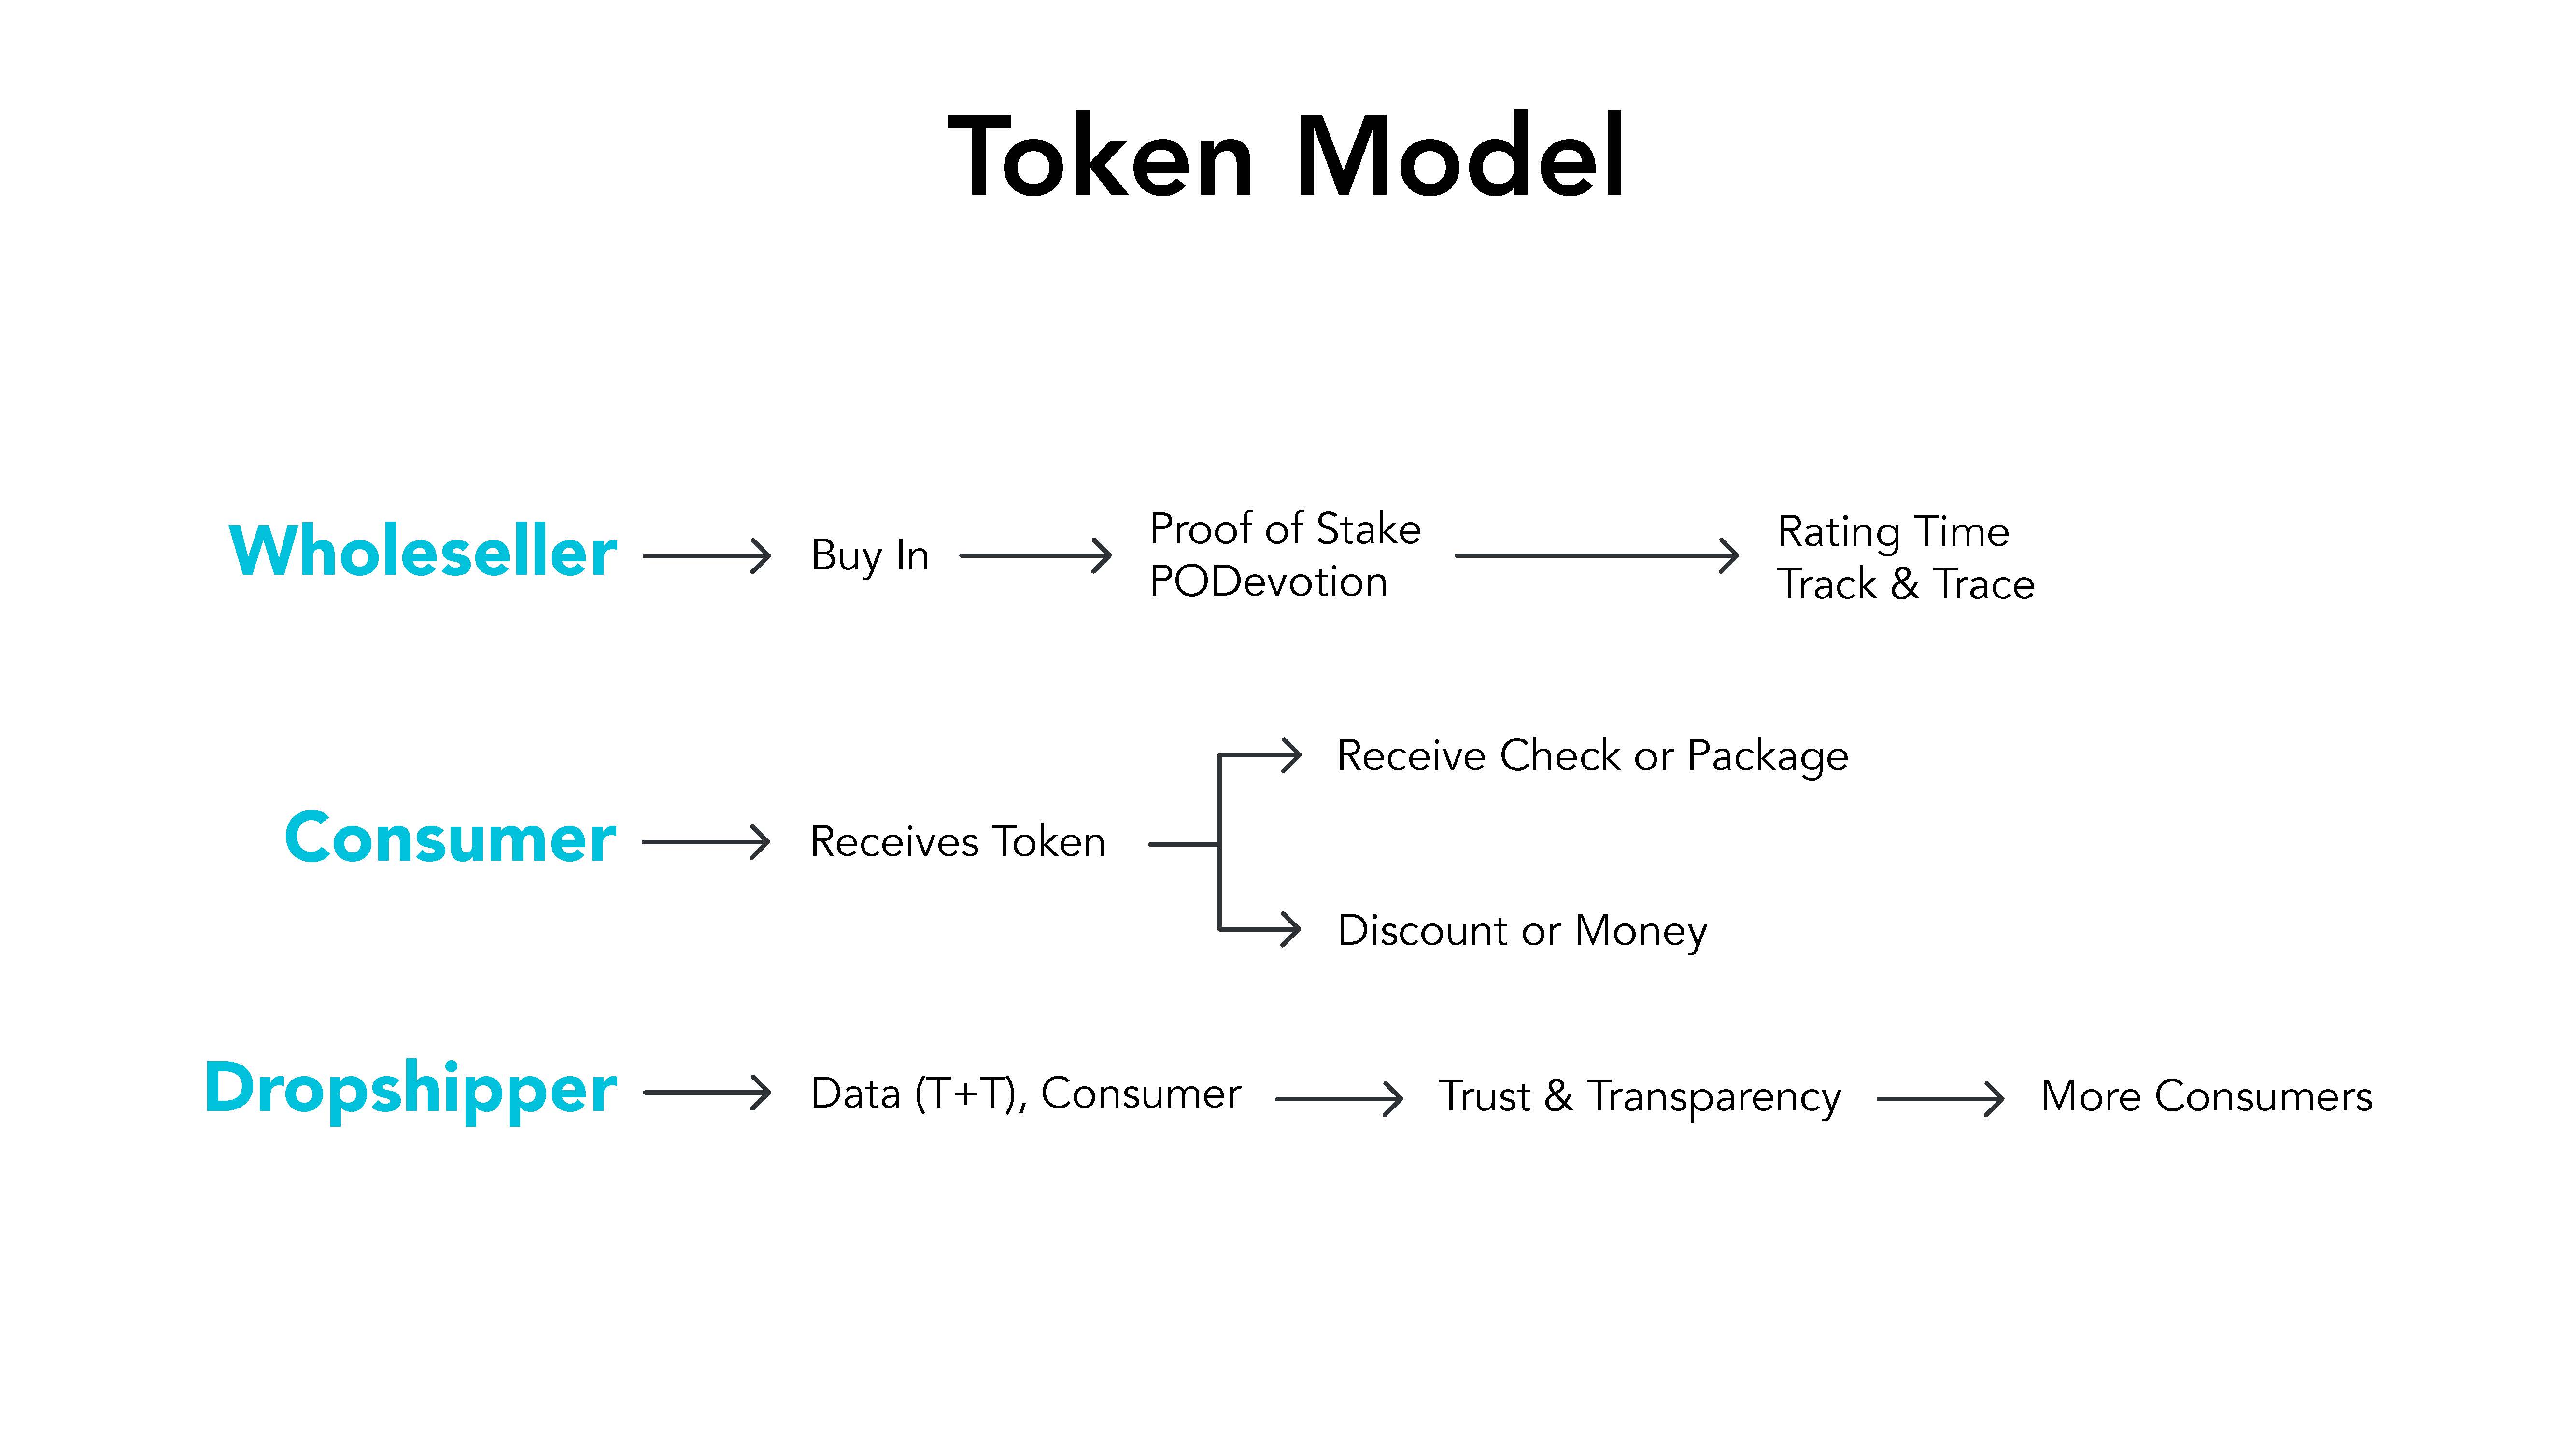 Token Model
Wholeseller
Buy In
Proof of Stake
PODevotion
Rating Time
Track & Trace
Consumer
Receives Token
Receive Check or Package
Discount or Money
Dropshipper
Data (T+T), Consumer
Trust & Transparency
More Consumers